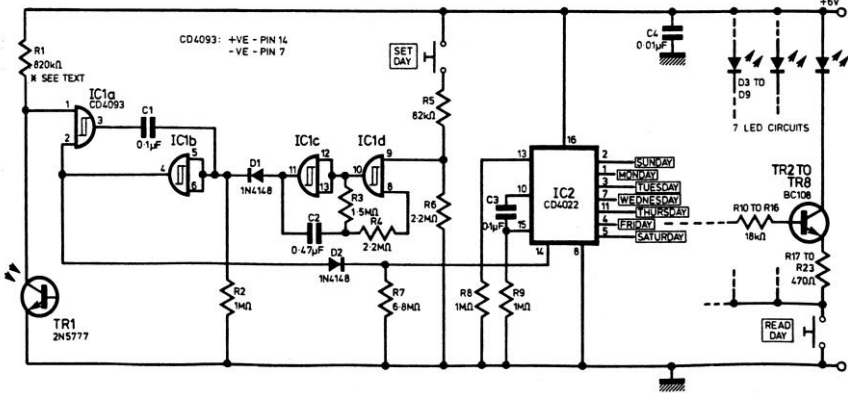 +6V
CD4093: +VE - PIN 14
-VE - PIN 7
R1
820kΩ
* SEE TEXT
IC1a
CD4093
1
2
3
C1
0·1µF
IC1b
4
5
6
D1
1N4148
IC1c
11
12
13
IC1d
10
9
8
R3
1·5MΩ
R4
2·2MΩ
C2
0·47µF
D2
1N4148
SET
DAY
R5
82kΩ
R6
2·2MΩ
R2
1MΩ
R7
6·8MΩ
R8
1MΩ
R9
1MΩ
C3
0·1µF
13
10
15
14
8
16
IC2
CD4022
2 SUNDAY
1 MONDAY
3 TUESDAY
7 WEDNESDAY
11 THURSDAY
4 FRIDAY
5 SATURDAY
C4
0·01µF
D3 TO
D9
7 LED CIRCUITS
TR2 TO
TR8
BC108
R10 TO R16
18kΩ
R17 TO
R23
470Ω
READ
DAY
TR1
2N5777